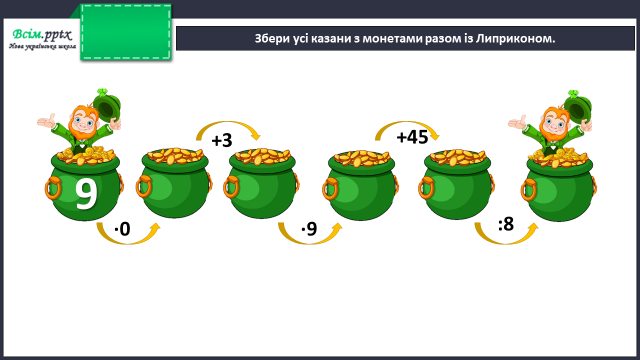 Всім.pptx
Нова українська школа
Збери усі казани з монетами разом із Липриконом.
+3
+45
9
·0
·9
:8